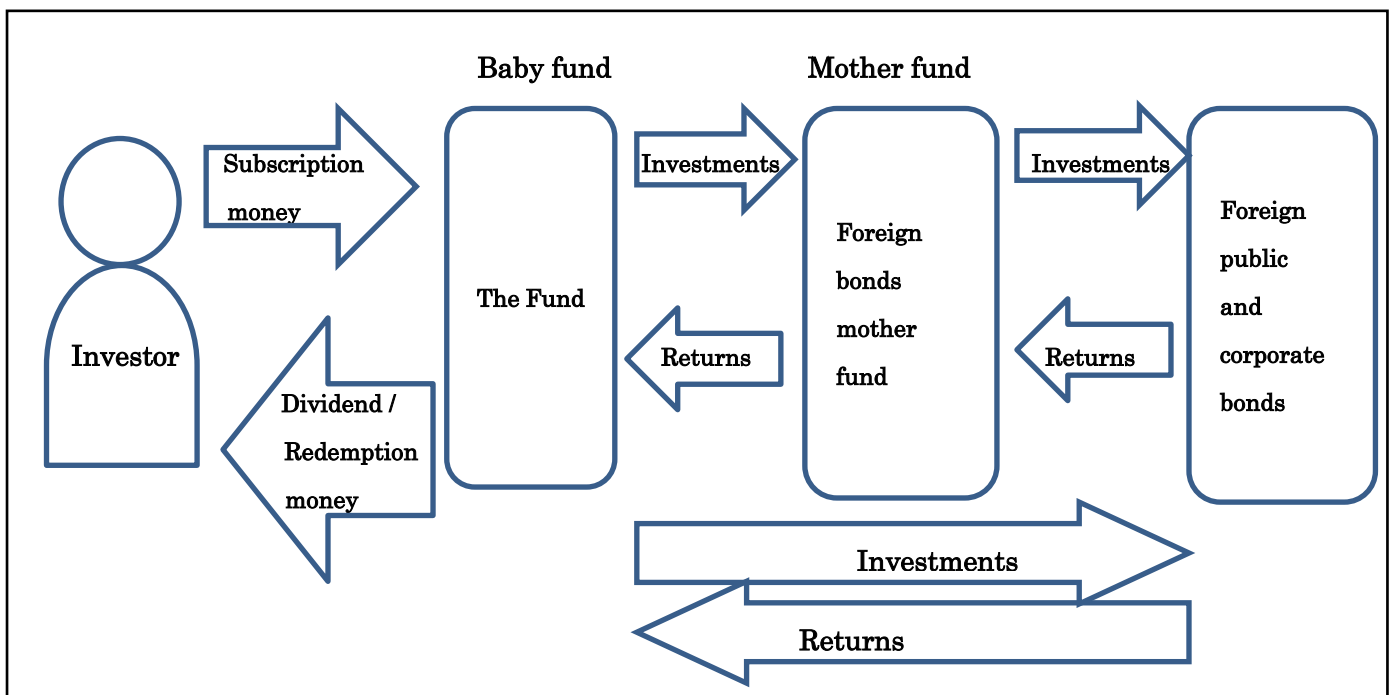 Baby fund
Mother fund
Subscription
money
Investments
Investments
Foreign
public
and
corporate
bonds
Foreign
bonds
mother
fund
The Fund
Investor
Returns
Returns
Dividend /
Redemption
money
Investments
Returns